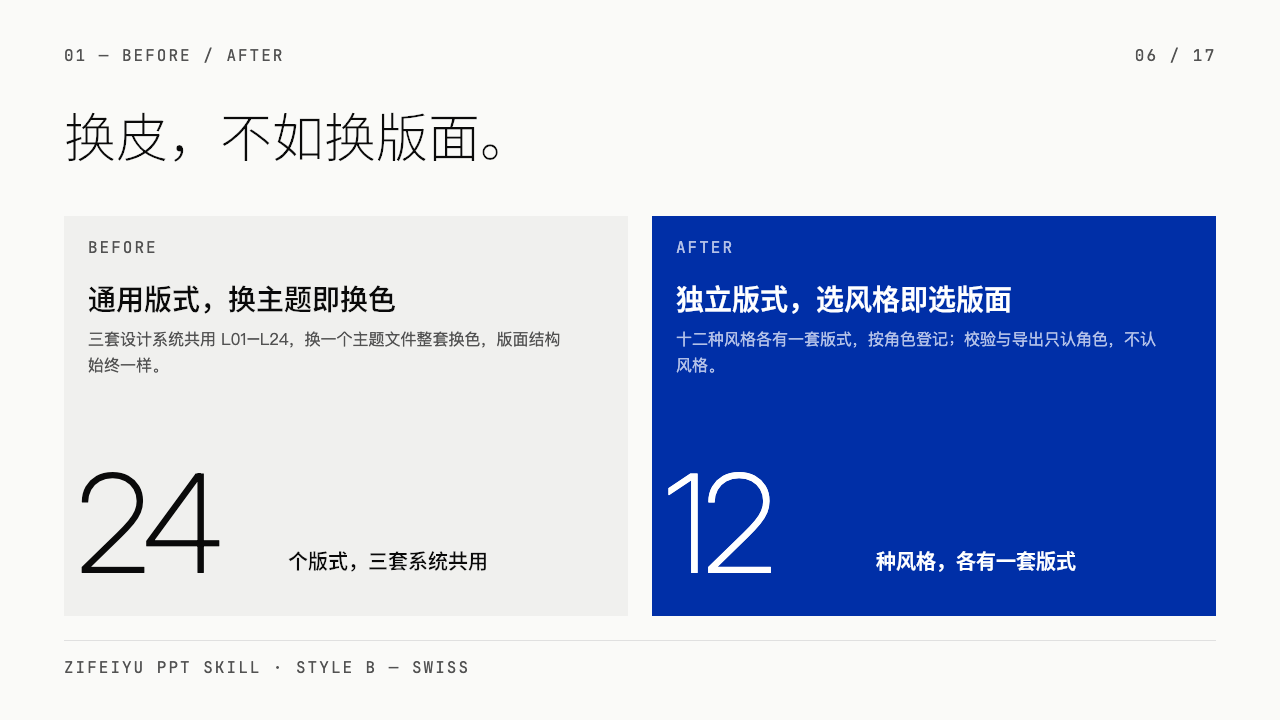 01 — BEFORE / AFTER
06 / 17
换皮，不如换版面。
BEFORE
通用版式，换主题即换色
三套设计系统共用 L01—L24，换一个主题文件整套换色，版面结构
始终一样。
24
个版式，三套系统共用
AFTER
独立版式，选风格即选版面
十二种风格各有一套版式，按角色登记；校验与导出只认角色，不认
风格。
12
种风格，各有一套版式
ZIFEIYU PPT SKILL · STYLE B — SWISS